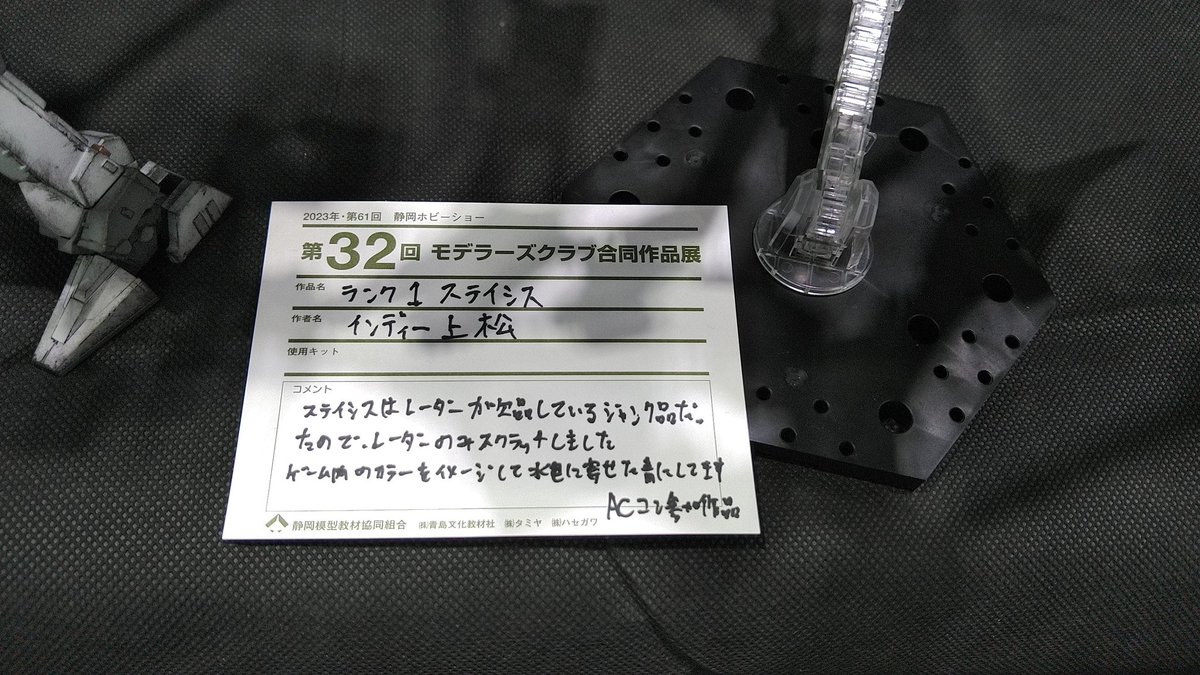 2023年・第61回 静岡ホビーショー
第32回 モデラーズクラブ合同作品展
作品名 ランク1 ステイシス
作者名 インディー上松
使用キット
コメント
ステイシスはレーダーが欠品しているジャンク品だっ
たので、レーダーのみスクラッチしました
ゲーム内のカラーをイメージして水色に寄せた青にしてます
ACコン参加作品
静岡模型教材協同組合 ㈱青島文化教材社 ㈱タミヤ ㈱ハセガワ